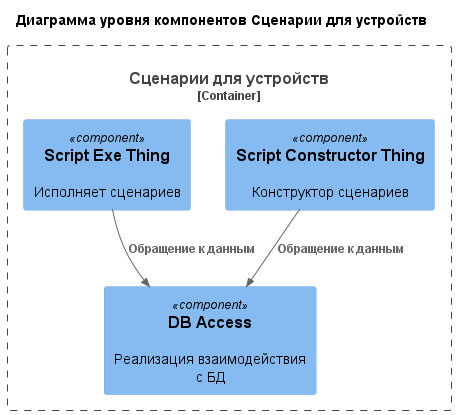 Диаграмма уровня компонентов Сценарии для устройств
Сценарии для устройств
[Container]
«component»
Script Exe Thing
Исполняет сценариев
«component»
Script Constructor Thing
Конструктор сценариев
Обращение к данным
Обращение к данным
«component»
DB Access
Реализация взаимодействия
с БД